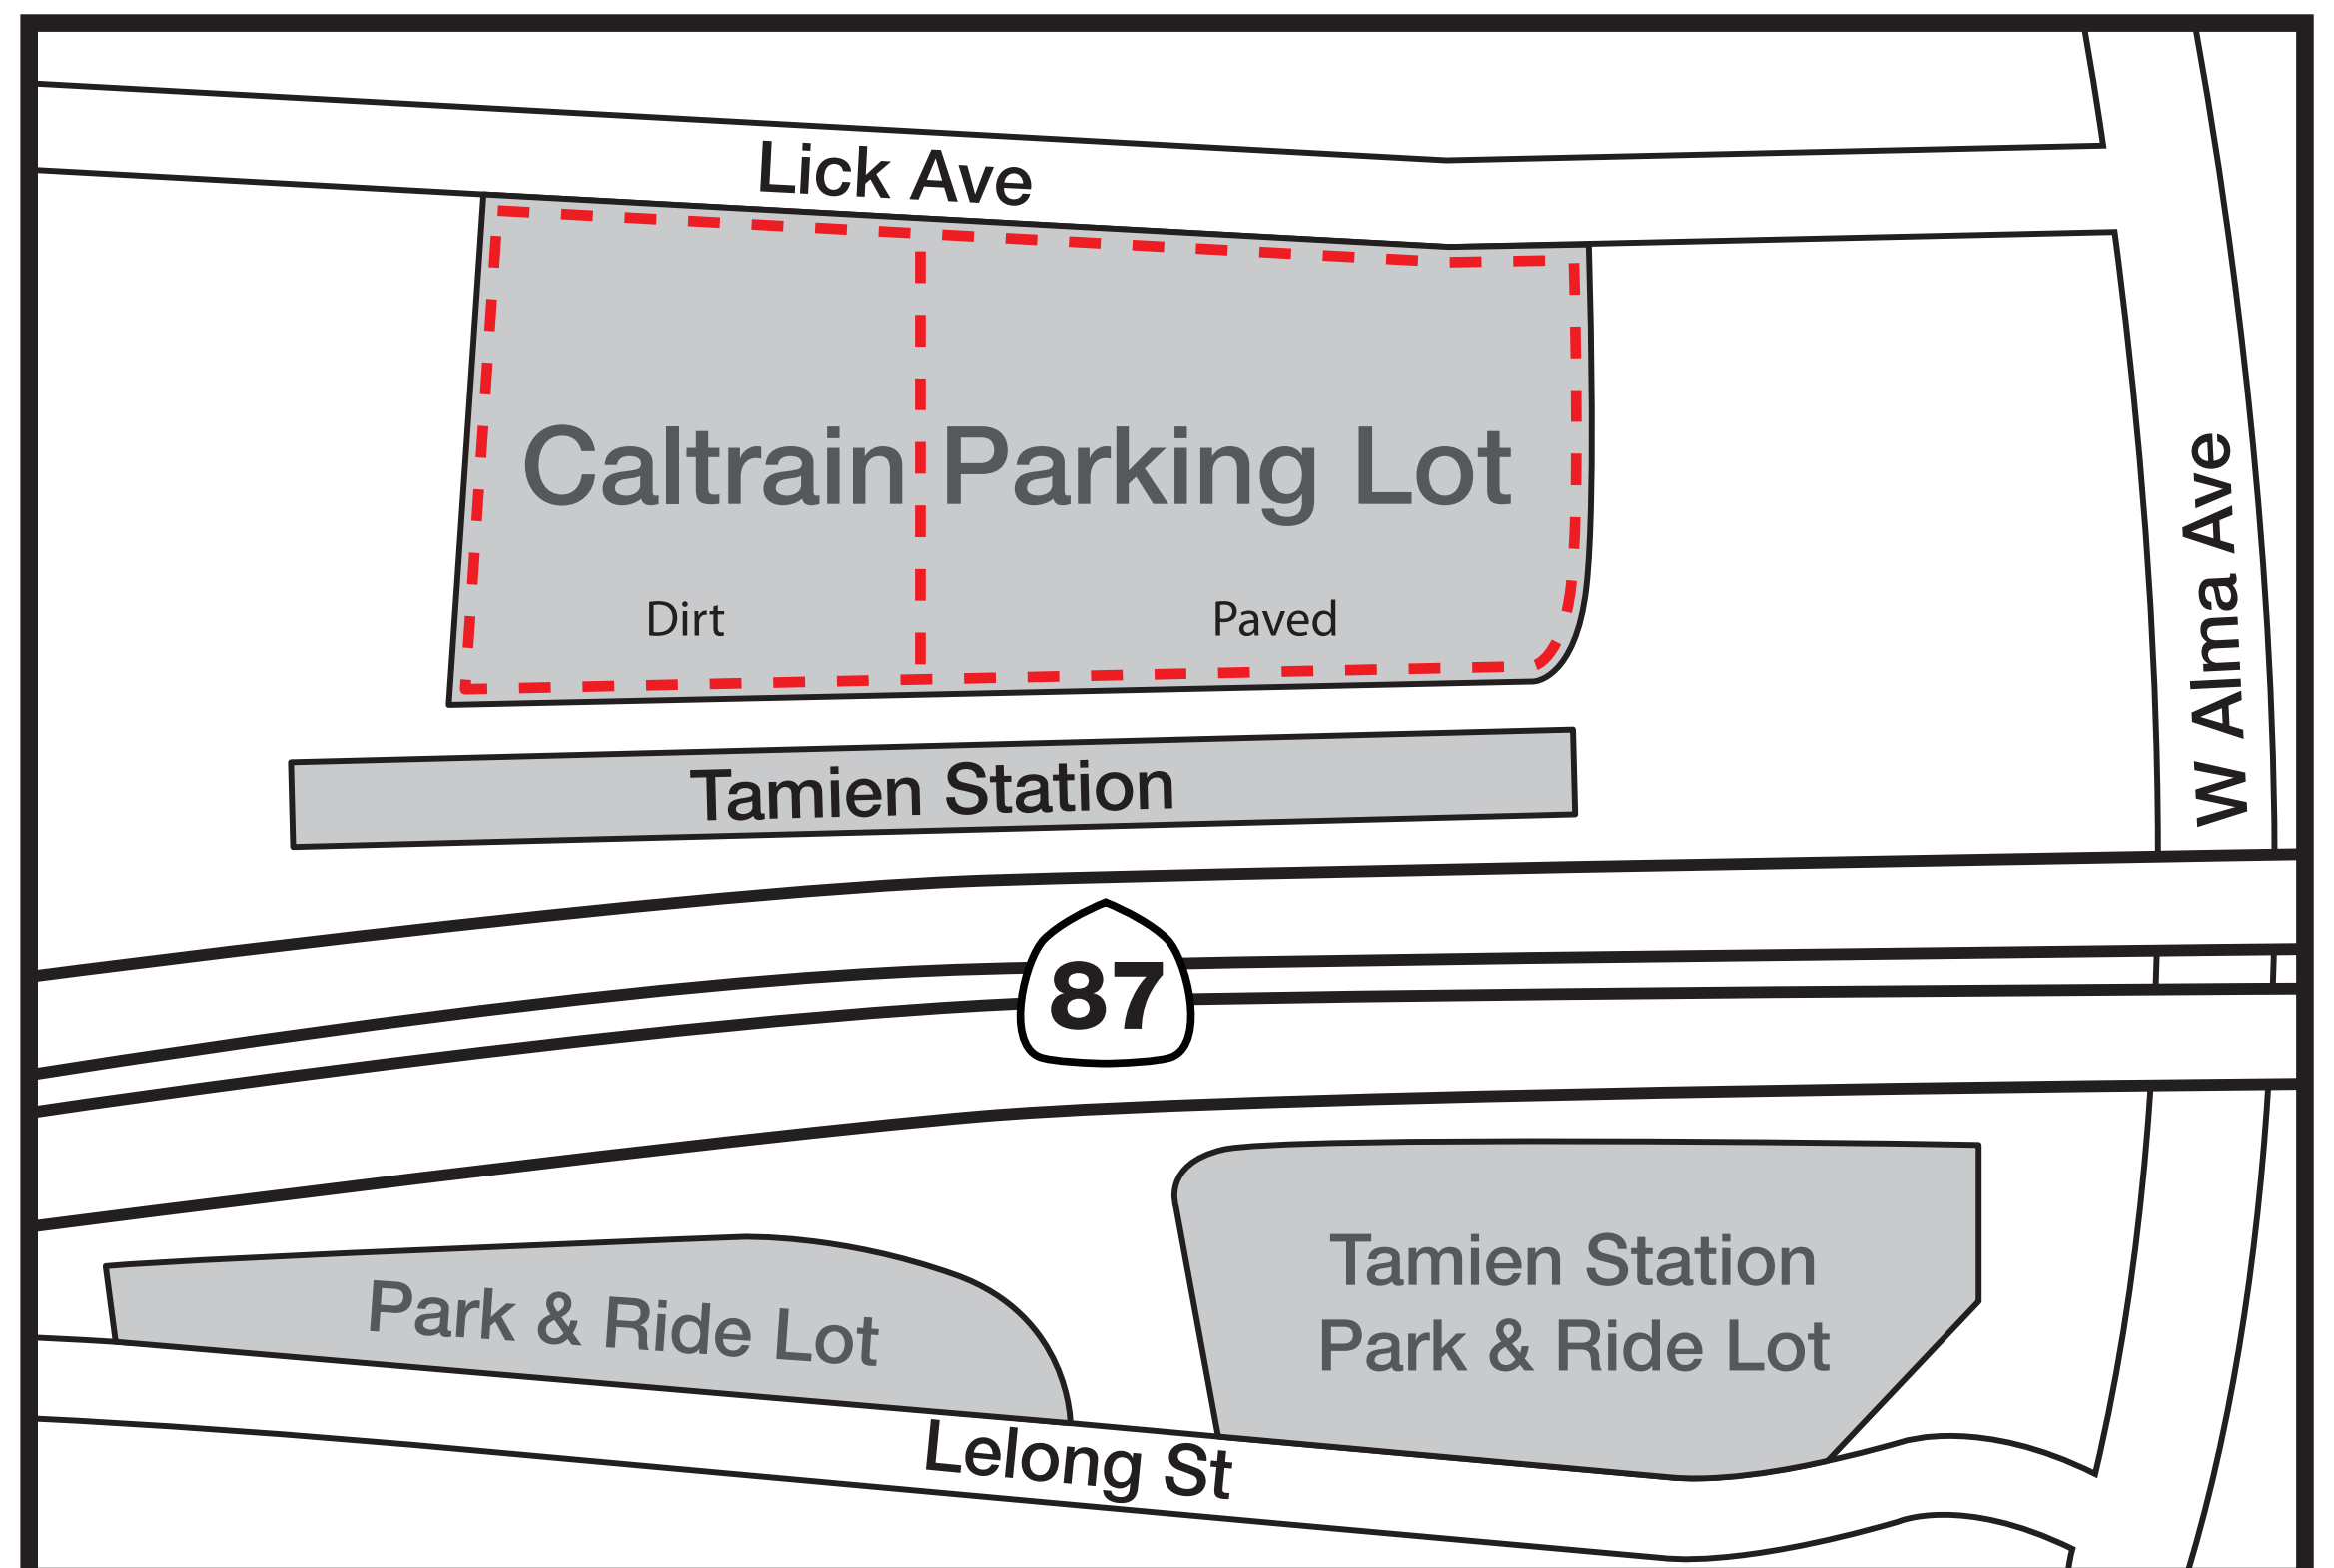 Lick Ave
Caltrain Parking Lot
Dirt
Paved
W Alma Ave
Tamien Station
87
Tamien Station
Park & Ride Lot
Park & Ride Lot
Lelong St